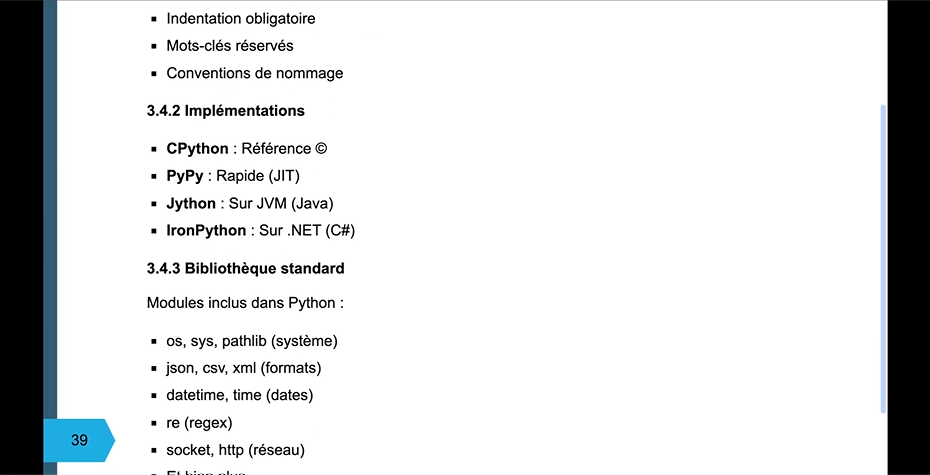 Indentation obligatoire
Mots-clés réservés
Conventions de nommage
3.4.2 Implémentations
CPython : Référence ©
PyPy : Rapide (JIT)
Jython : Sur JVM (Java)
IronPython : Sur .NET (C#)
3.4.3 Bibliothèque standard
Modules inclus dans Python :
os, sys, pathlib (système)
json, csv, xml (formats)
datetime, time (dates)
re (regex)
socket, http (réseau)
39